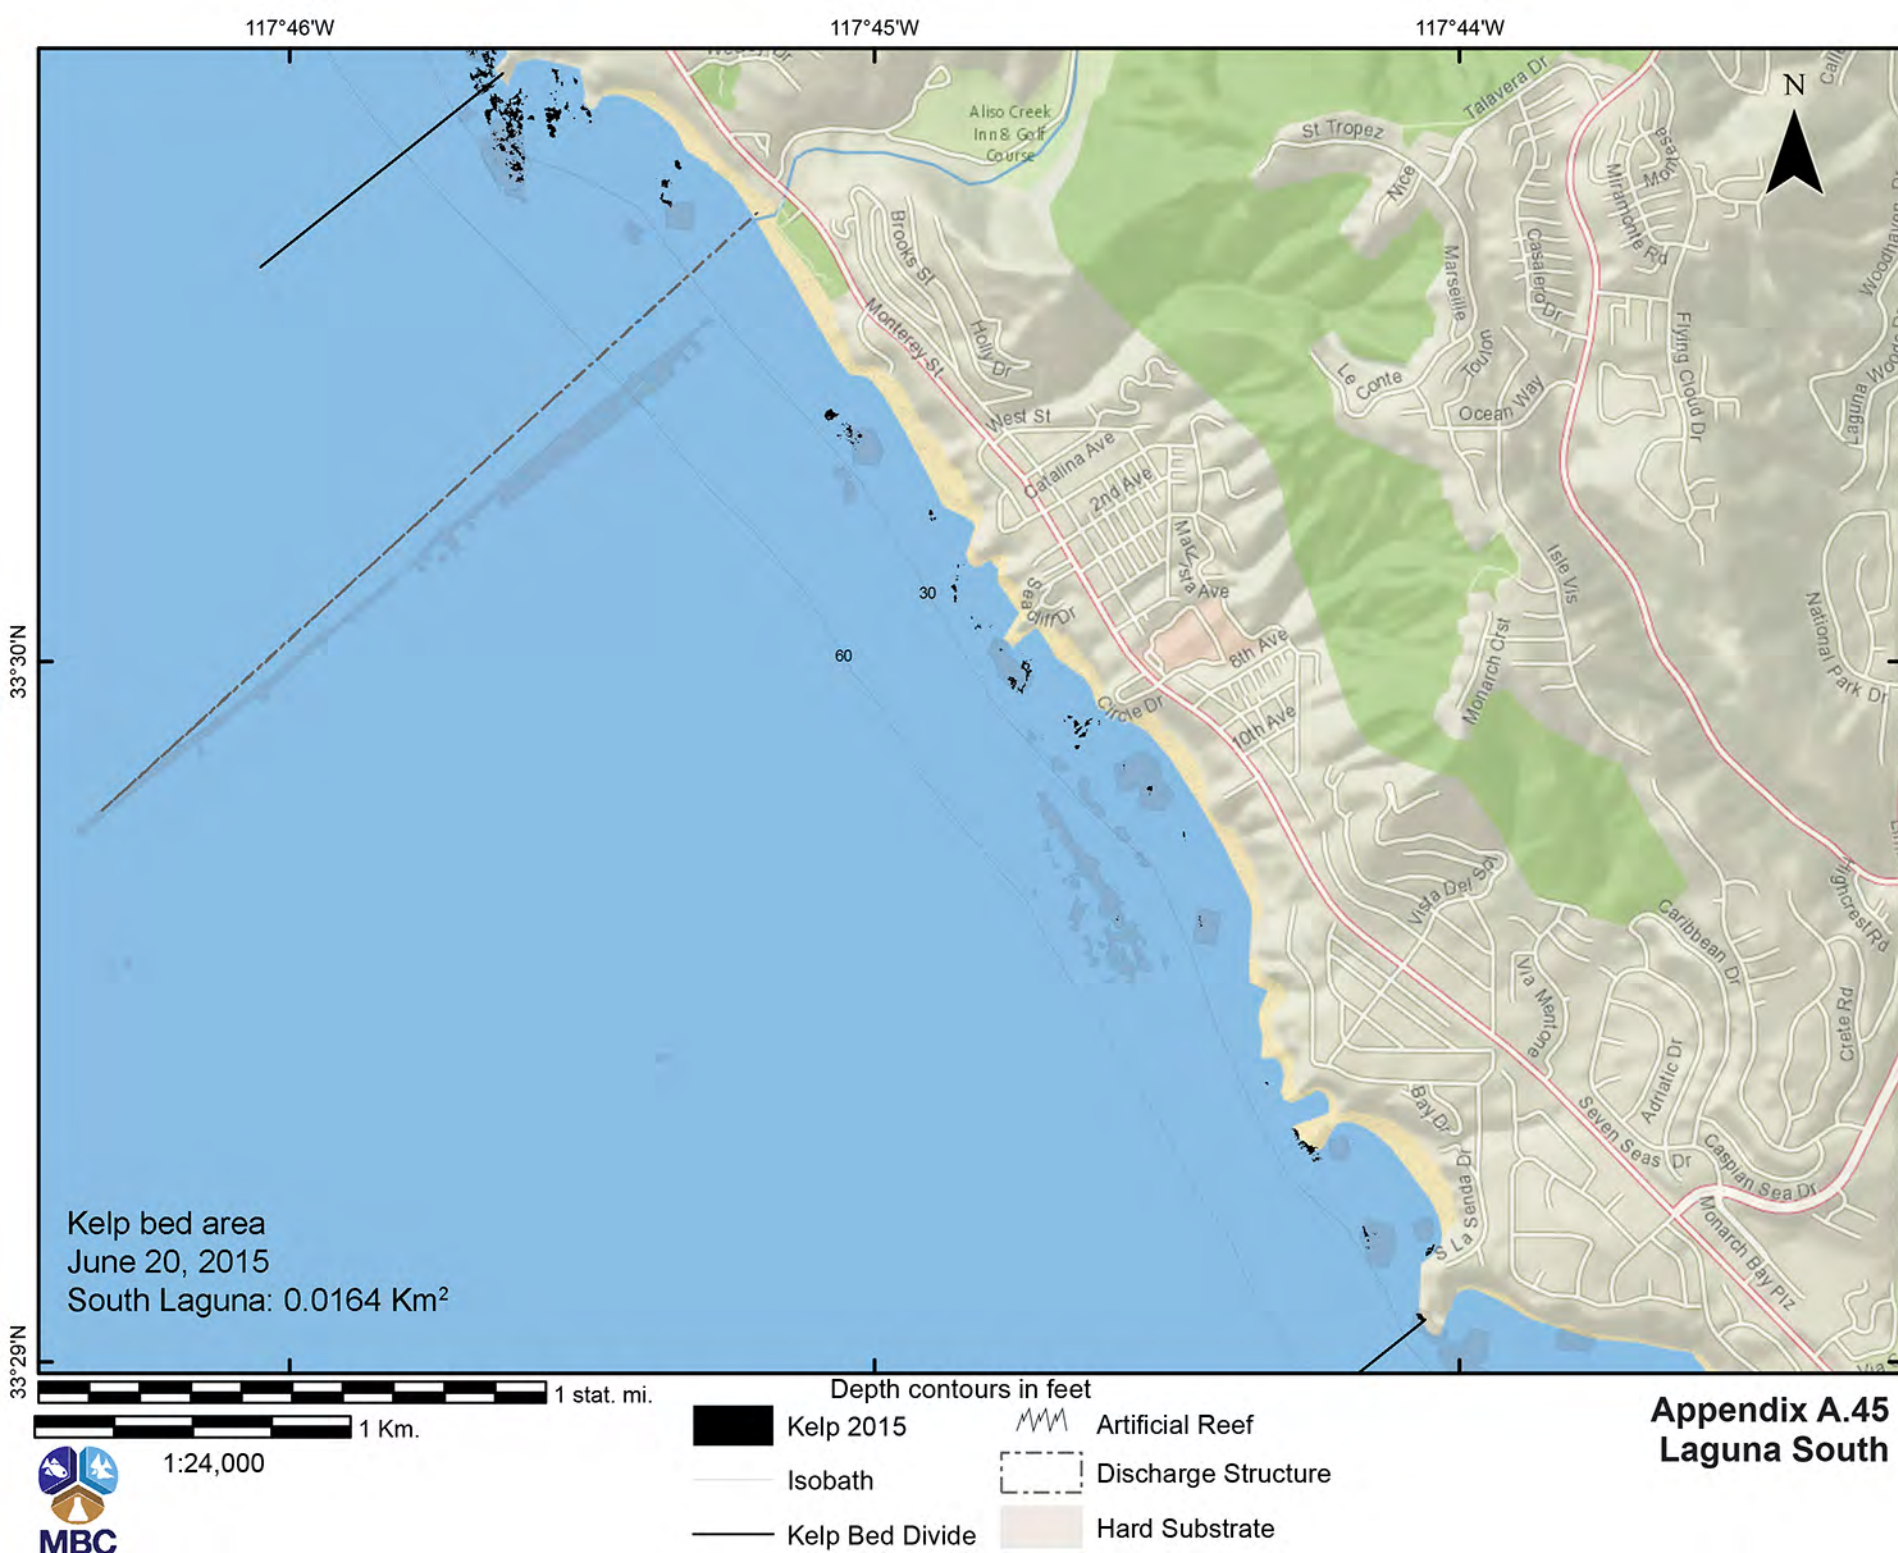 117°46'W
117°45'W
117°44'W
N
Aliso Creek
Inn & Golf
Course
St Tropez
Talavera Dr
Nice
Miramonte Rd
Casalero Dr
Marseille
Brooks St
Holly Dr
Monterey St
Toulon
Le Conte
Ocean Way
Flying Cloud Dr
West St
Catalina Ave
2nd Ave
Isle Vis
National Park Dr
Ave
Sea
cliff Dr
30
60
33°30'N
8th Ave
Monarch Crst
Circle Dr
10th Ave
Vista Del Sol
Caribbean Dr
Highcrest Rd
Via Mentone
Crete Rd
Adriatic Dr
Bay Dr
Seven Seas Dr
Caspian Sea Dr
S La Senda Dr
Monarch Bay Plz
Kelp bed area
June 20, 2015
South Laguna: 0.0164 Km²
33°29'N
1 stat. mi.
1 Km.
1:24,000
MBC
Depth contours in feet
Kelp 2015
Isobath
Kelp Bed Divide
Artificial Reef
Discharge Structure
Hard Substrate
Appendix A.45
Laguna South